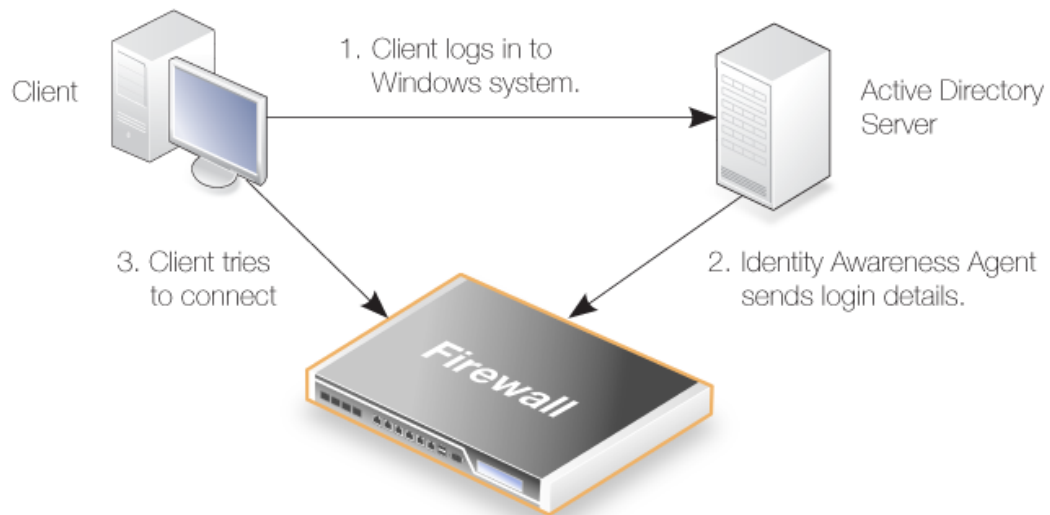 Client
1. Client logs in to
Windows system.
Active Directory
Server
3. Client tries
to connect
2. Identity Awareness Agent
sends login details.
Firewall